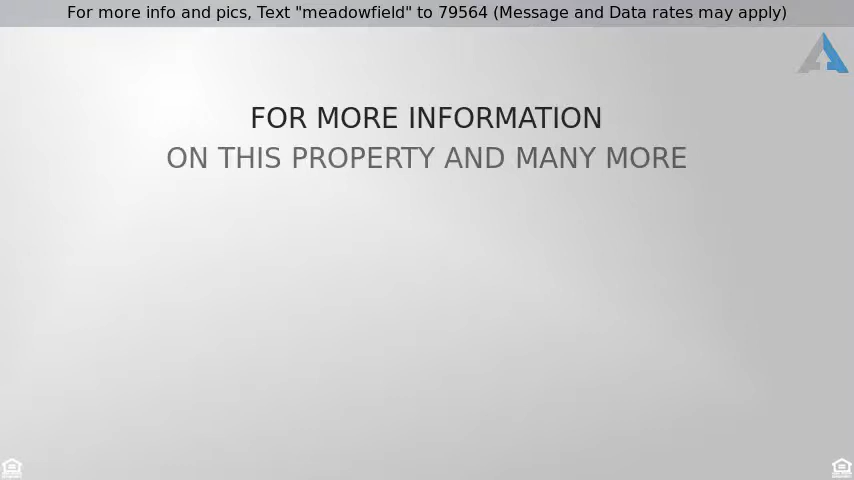 For more info and pics, Text "meadowfield" to 79564 (Message and Data rates may apply)
FOR MORE INFORMATION
ON THIS PROPERTY AND MANY MORE